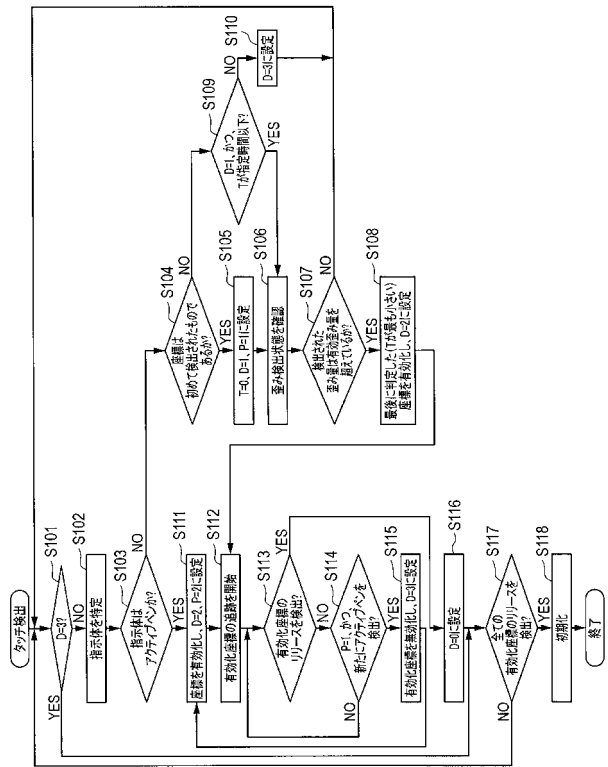 タッチ検出
S101
D=3?
YES
NO
S102
指示体を特定
S103
指示体は
アクティブペンか?
NO
YES
S104
座標は
初めて検出されたもので
あるか?
NO
YES
S105
T=0、D=1、P=1に設定
S106
歪み検出状態を確認
S107
検出された
歪み量は有効歪み量を
超えているか?
NO
YES
S108
最後に判定した(Tが最も小さい)
座標を有効化し、D=2に設定
S109
D=1、かつ、
Tが指定時間以下?
NO
YES
S110
D=3に設定
S111
座標を有効化し、D=2、P=2に設定
S112
有効化座標の追跡を開始
S113
有効化座標の
リリースを検出?
YES
NO
S114
P=1、かつ、
新たにアクティブペンを
検出?
NO
YES
S115
有効化座標を無効化し、D=3に設定
S116
D=0に設定
S117
全ての
有効化座標のリリースを
検出?
NO
YES
S118
初期化
終了